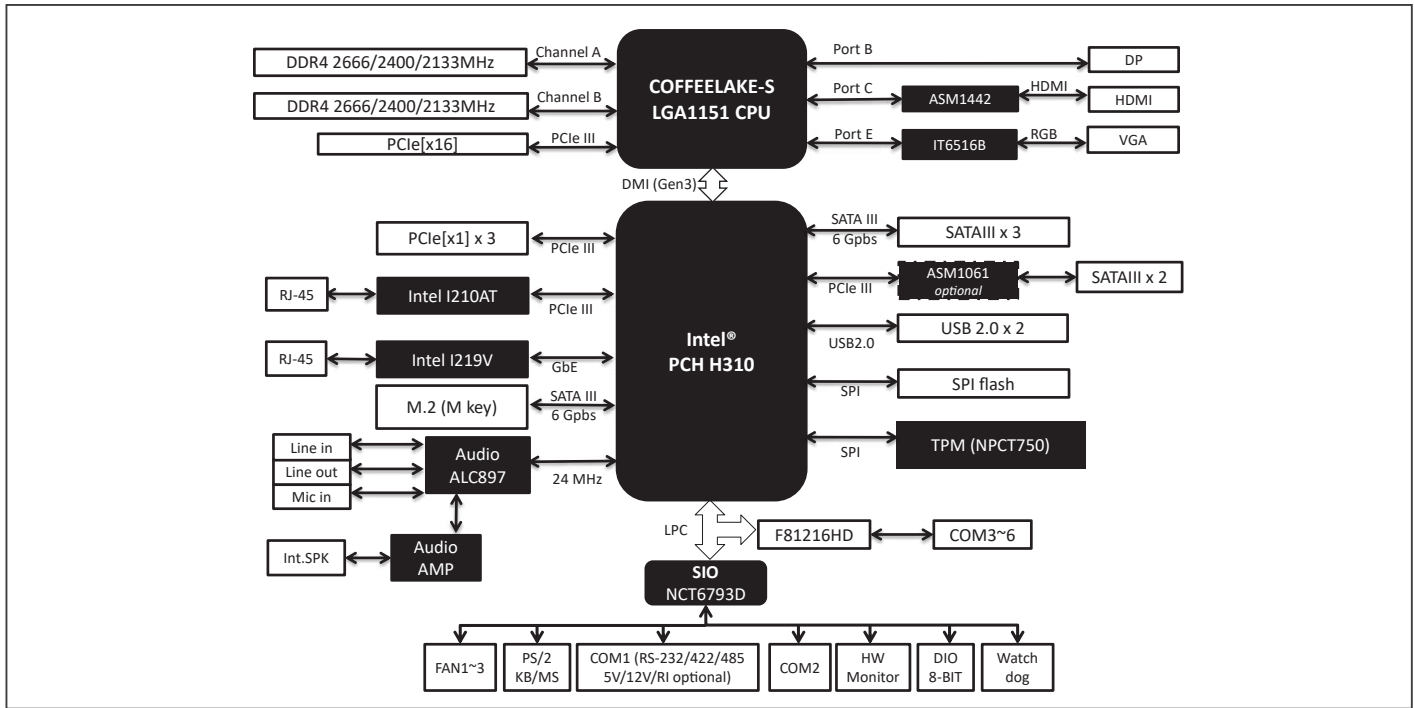 DDR4 2666/2400/2133MHz
Channel A
DDR4 2666/2400/2133MHz
Channel B
PCIe[x16]
PCIe III
COFFEELAKE-S
LGA1151 CPU
Port B
DP
Port C
ASM1442
HDMI
HDMI
Port E
IT6516B
RGB
VGA
DMI (Gen3)
PCIe[x1] x 3
PCIe III
RJ-45
Intel I210AT
PCIe III
RJ-45
Intel I219V
GbE
M.2 (M key)
SATA III
6 Gpbs
Line in
Line out
Mic in
Audio
ALC897
24 MHz
Int.SPK
Audio
AMP
Intel®
PCH H310
SATA III
6 Gpbs
SATAIII x 3
PCIe III
ASM1061
optional
SATAIII x 2
USB2.0
USB 2.0 x 2
SPI
SPI flash
SPI
TPM (NPCT750)
LPC
F81216HD
COM3~6
SIO
NCT6793D
FAN1~3
PS/2
KB/MS
COM1 (RS-232/422/485
5V/12V/RI optional)
COM2
HW
Monitor
DIO
8-BIT
Watch
dog